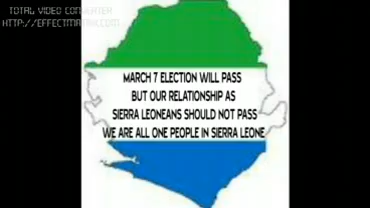 TOTAL VIDEO CONVERTER
HTTP://EFFECTMATRIX.COM
MARCH 7 ELECTION WILL PASS
BUT OUR RELATIONSHIP AS
SIERRA LEONEANS SHOULD NOT PASS
WE ARE ALL ONE PEOPLE IN SIERRA LEONE